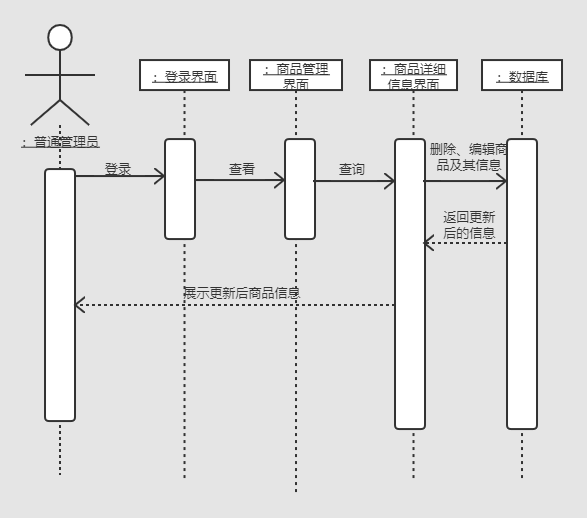 : 登录界面
: 商品管理
界面
: 商品详细
信息界面
: 数据库
: 普通管理员
登录
查看
查询
删除、编辑商
品及其信息
返回更新
后的信息
展示更新后商品信息